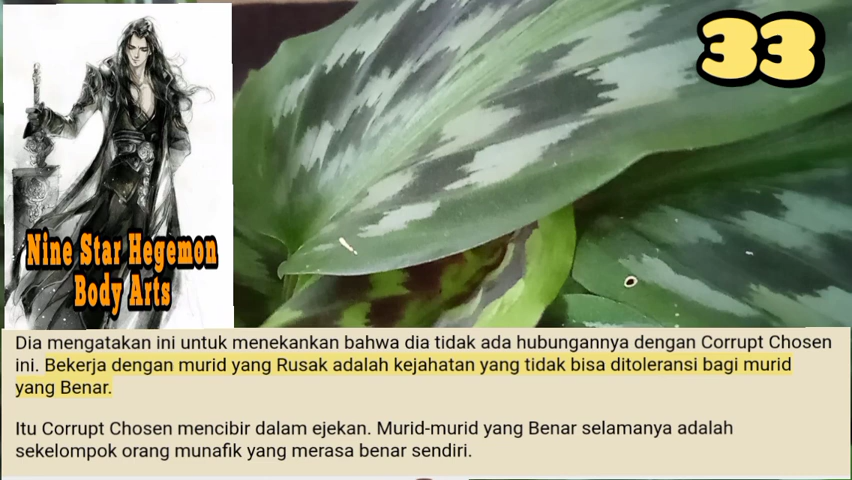 33
Nine Star Hegemon
Body Arts
Dia mengatakan ini untuk menekankan bahwa dia tidak ada hubungannya dengan Corrupt Chosen
ini. Bekerja dengan murid yang Rusak adalah kejahatan yang tidak bisa ditoleransi bagi murid
yang Benar.
Itu Corrupt Chosen mencibir dalam ejekan. Murid-murid yang Benar selamanya adalah
sekelompok orang munafik yang merasa benar sendiri.